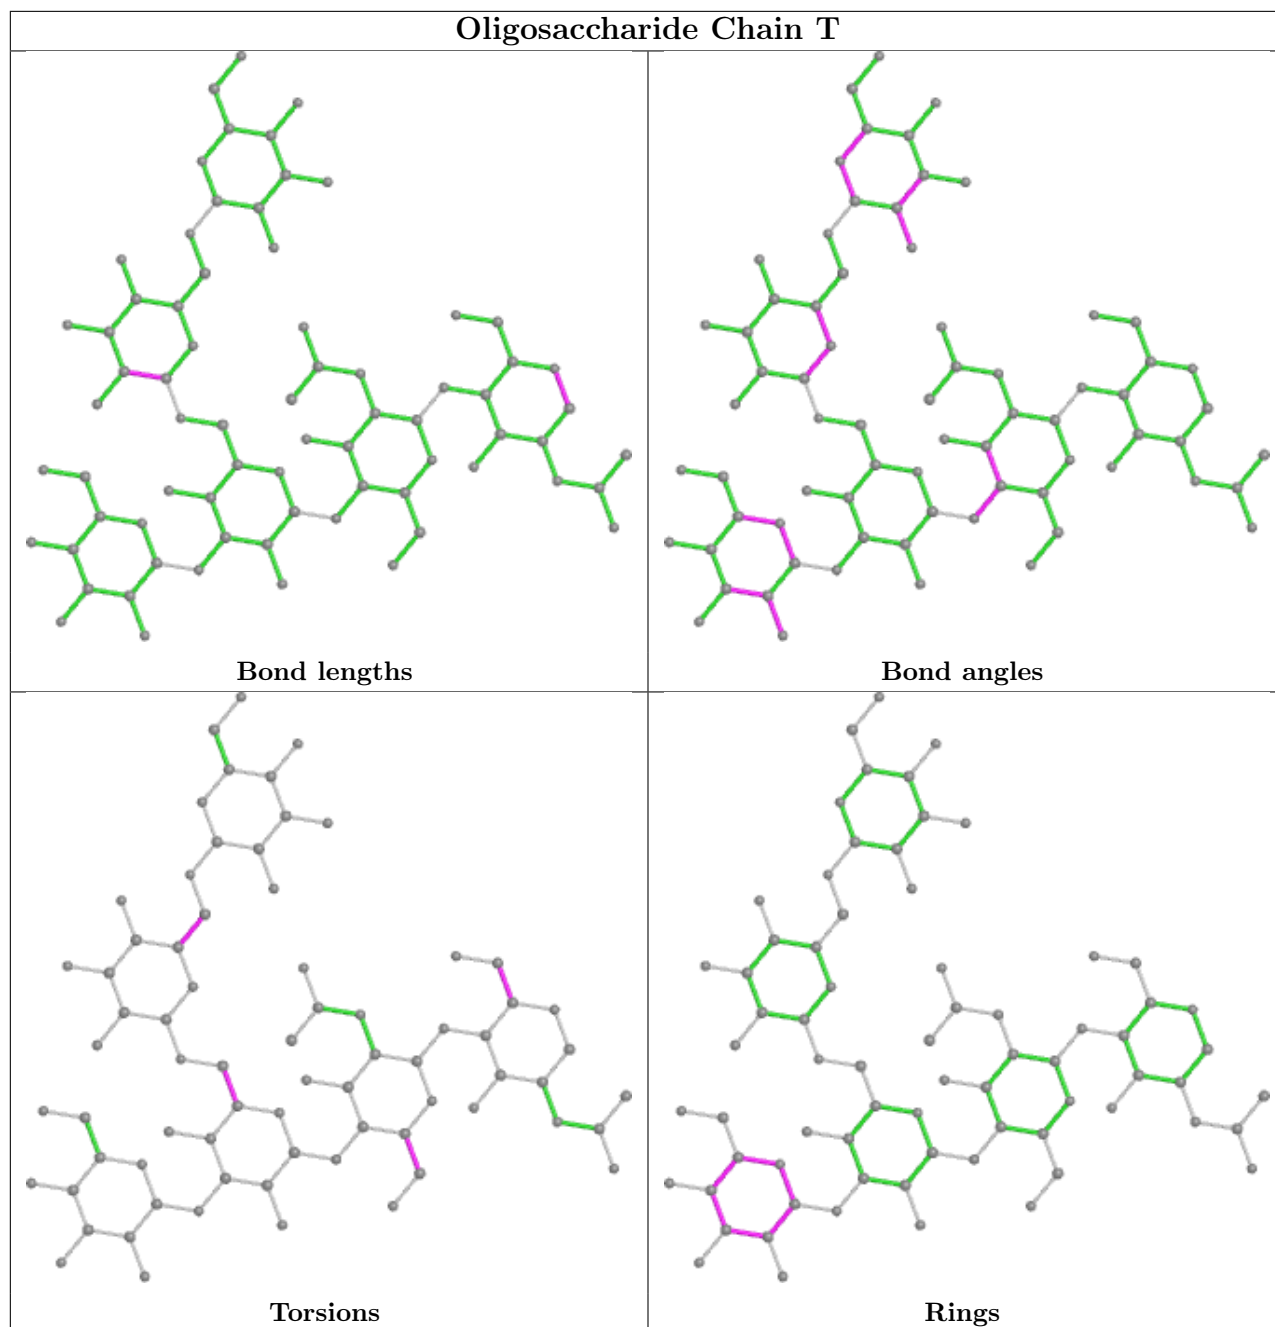 Oligosaccharide Chain T
Bond lengths
Bond angles
Torsions
Rings